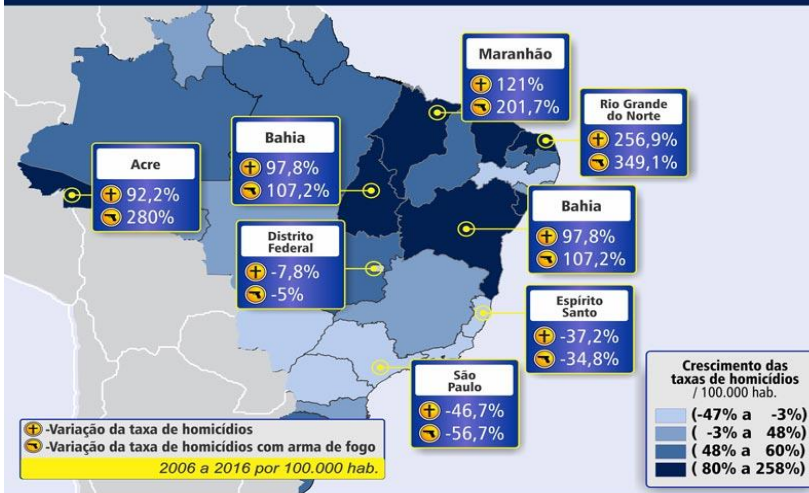 Maranhão
121%
201,7%
Rio Grande
do Norte
256,9%
349,1%
Bahia
97,8%
107,2%
Acre
92,2%
280%
Bahia
97,8%
107,2%
Distrito
Federal
-7,8%
-5%
Espírito
Santo
-37,2%
-34,8%
São
Paulo
-46,7%
-56,7%
Crescimento das
taxas de homicídios
/ 100.000 hab.
(-47% a -3%)
( -3% a 48%)
( 48% a 60%)
( 80% a 258%)
-Variação da taxa de homicídios
-Variação da taxa de homicídios com arma de fogo
2006 a 2016 por 100.000 hab.